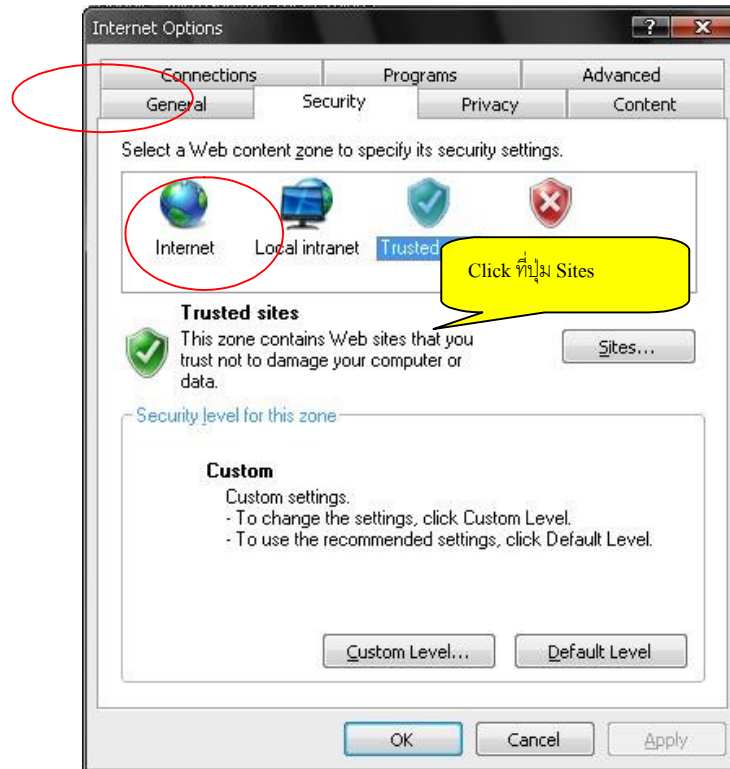 Internet Options
Connections Programs Advanced
General Security Privacy Content
Select a Web content zone to specify its security settings.
Internet Local intranet Trusted
Click ที่ปุ่ม Sites
Trusted sites
This zone contains Web sites that you
trust not to damage your computer or
data.
Sites...
Security level for this zone
Custom
Custom settings.
- To change the settings, click Custom Level.
- To use the recommended settings, click Default Level.
Custom Level... Default Level
OK Cancel Apply